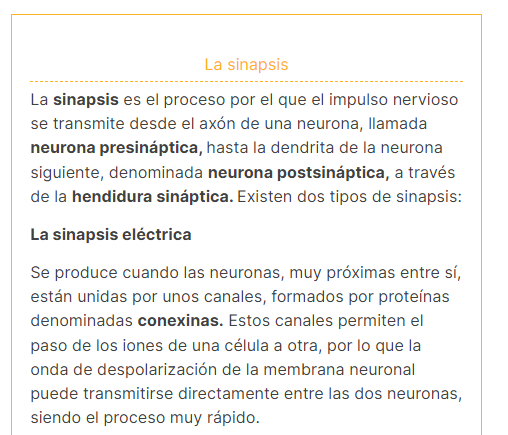 La sinapsis
La sinapsis es el proceso por el que el impulso nervioso
se transmite desde el axón de una neurona, llamada
neurona presináptica, hasta la dendrita de la neurona
siguiente, denominada neurona postsináptica, a través
de la hendidura sináptica. Existen dos tipos de sinapsis:
La sinapsis eléctrica
Se produce cuando las neuronas, muy próximas entre sí,
están unidas por unos canales, formados por proteínas
denominadas conexinas. Estos canales permiten el
paso de los iones de una célula a otra, por lo que la
onda de despolarización de la membrana neuronal
puede transmitirse directamente entre las dos neuronas,
siendo el proceso muy rápido.